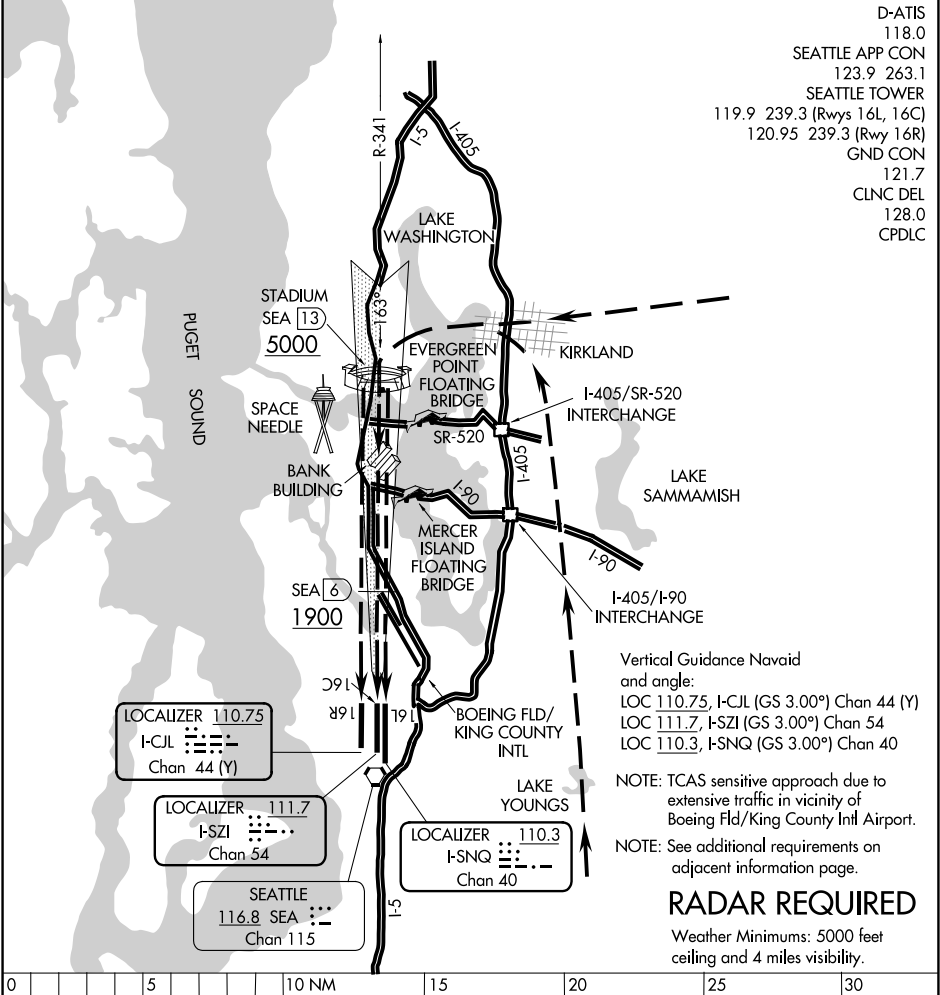 D-ATIS
118.0
SEATTLE APP CON
123.9 263.1
SEATTLE TOWER
119.9 239.3 (Rwys 16L, 16C)
120.95 239.3 (Rwy 16R)
GND CON
121.7
CLNC DEL
128.0
CPDLC
R-341
I-5
I-405
LAKE
WASHINGTON
163°
STADIUM
SEA 13
5000
PUGET SOUND
EVERGREEN
POINT
FLOATING
BRIDGE
KIRKLAND
SPACE
NEEDLE
I-405/SR-520
INTERCHANGE
SR-520
I-405
BANK
BUILDING
I-90
LAKE
SAMMAMISH
MERCER
ISLAND
FLOATING
BRIDGE
I-90
SEA 6
1900
I-405/I-90
INTERCHANGE
16C
16R
16L
BOEING FLD/
KING COUNTY
INTL
Vertical Guidance Navaid
and angle:
LOC 110.75, I-CJL (GS 3.00°) Chan 44 (Y)
LOC 111.7, I-SZI (GS 3.00°) Chan 54
LOC 110.3, I-SNQ (GS 3.00°) Chan 40
LOCALIZER 110.75
I-CJL
Chan 44 (Y)
LAKE
YOUNGS
NOTE: TCAS sensitive approach due to
extensive traffic in vicinity of
Boeing Fld/King County Intl Airport.
LOCALIZER 111.7
I-SZI
Chan 54
LOCALIZER 110.3
I-SNQ
Chan 40
NOTE: See additional requirements on
adjacent information page.
SEATTLE
116.8 SEA
Chan 115
I-5
RADAR REQUIRED
Weather Minimums: 5000 feet
ceiling and 4 miles visibility.
0 5 10 NM 15 20 25 30